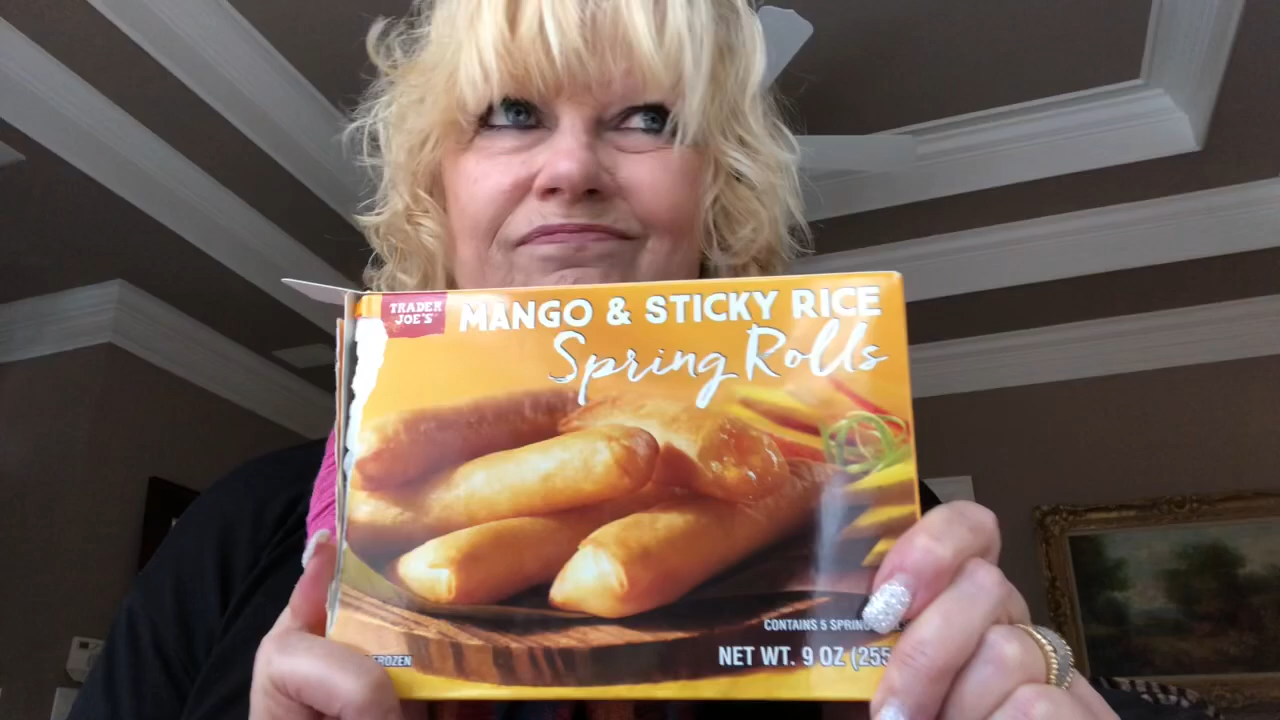 TRADER
JOE'S
MANGO & STICKY RICE
Spring Rolls
CONTAINS 5 SPRING
FROZEN
NET WT. 9 OZ (255